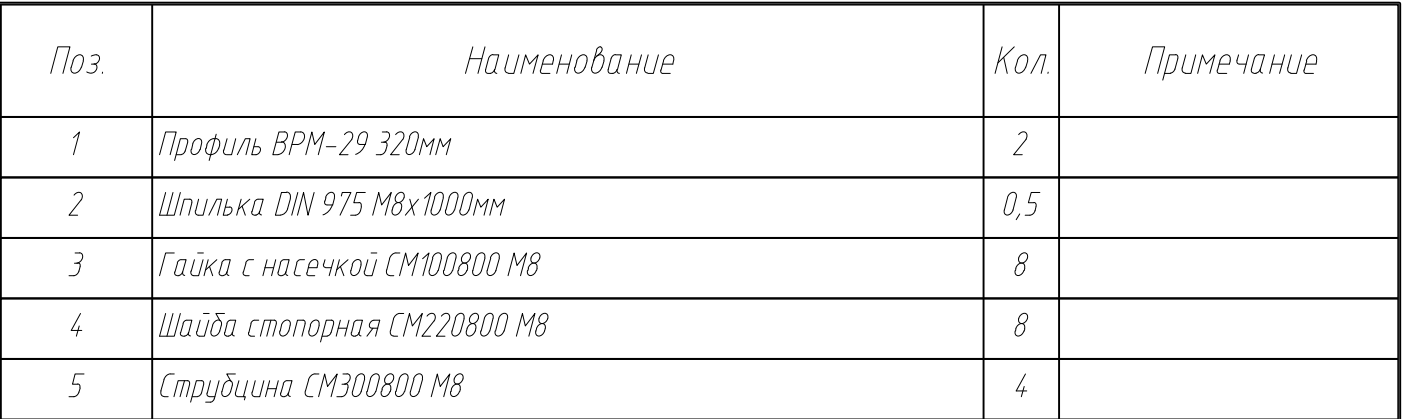 Поз. Наименование Кол. Примечание
1 Профиль ВРМ-29 320мм 2
2 Шпилька DIN 975 М8х1000мм 0,5
3 Гайка с насечкой СМ100800 М8 8
4 Шайба стопорная СМ220800 М8 8
5 Струбцина СМ300800 М8 4